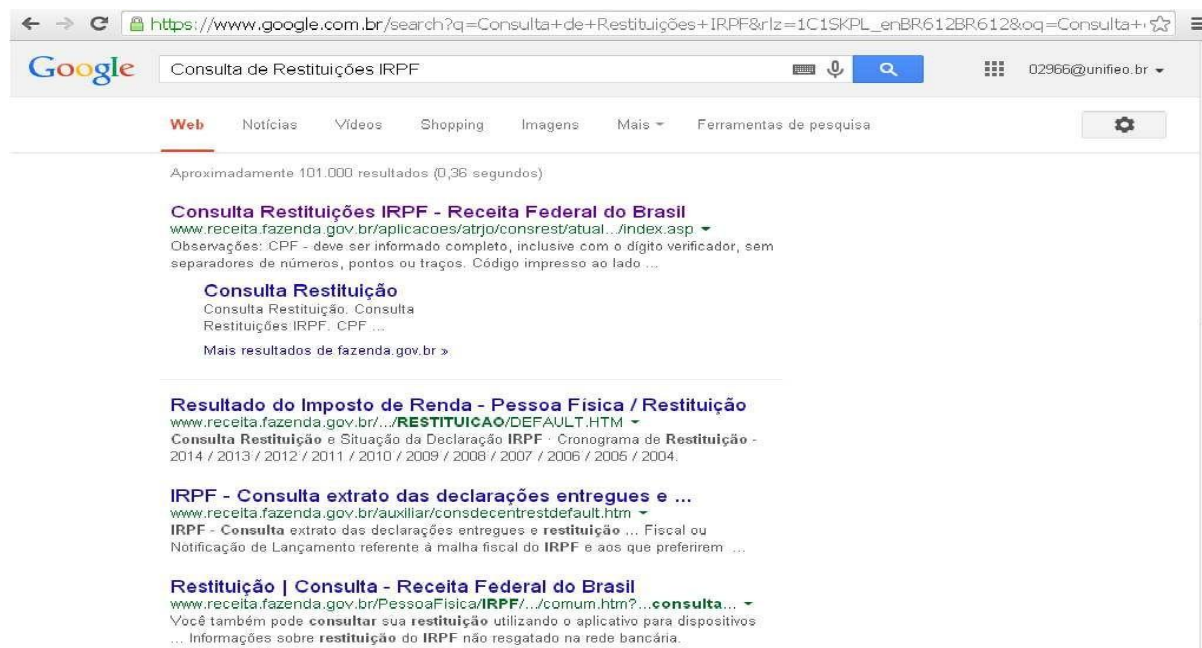 https://www.google.com.br/search?q=Consulta+de+Restituições+IRPF&rlz=1C1SKPL_enBR612BR612&oq=Consulta+
Google Consulta de Restituições IRPF 02966@unifieo.br
Web Notícias Vídeos Shopping Imagens Mais Ferramentas de pesquisa
Aproximadamente 101.000 resultados (0,36 segundos)
Consulta Restituições IRPF - Receita Federal do Brasil
www.receita.fazenda.gov.br/aplicacoes/atrjo/consrest/atual.../index.asp
Observações: CPF - deve ser informado completo, inclusive com o dígito verificador, sem
separadores de números, pontos ou traços. Código impresso ao lado ...
Consulta Restituição
Consulta Restituição. Consulta
Restituições IRPF. CPF ...
Mais resultados de fazenda.gov.br »
Resultado do Imposto de Renda - Pessoa Física / Restituição
www.receita.fazenda.gov.br/.../RESTITUICAO/DEFAULT.HTM
Consulta Restituição e Situação da Declaração IRPF · Cronograma de Restituição -
2014 / 2013 / 2012 / 2011 / 2010 / 2009 / 2008 / 2007 / 2006 / 2005 / 2004.
IRPF - Consulta extrato das declarações entregues e ...
www.receita.fazenda.gov.br/auxiliar/consdecentrestdefault.htm
IRPF - Consulta extrato das declarações entregues e restituição ... Fiscal ou
Notificação de Lançamento referente à malha fiscal do IRPF e aos que preferirem ...
Restituição | Consulta - Receita Federal do Brasil
www.receita.fazenda.gov.br/PessoaFisica/IRPF/.../comum.htm?...consulta...
Você também pode consultar sua restituição utilizando o aplicativo para dispositivos
... Informações sobre restituição do IRPF não resgatado na rede bancária.